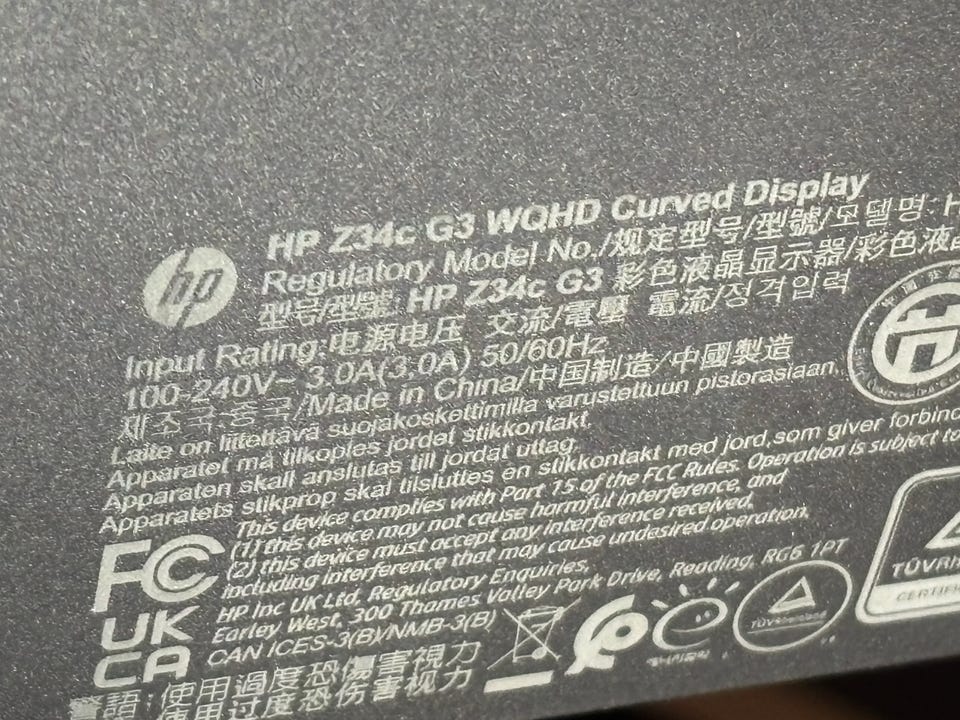 HP Z34c G3 WQHD Curved Display
Regulatory Model No./规定型号/型號/모델명: H
型号/型號: HP Z34c G3 彩色液晶显示器/彩色液晶
hp
Input Rating:电源电压 交流/電壓 電流/정격입력
100-240V~ 3.0A(3.0A) 50/60Hz
제조국:중국/Made in China/中国制造/中國製造
Laite on liitettävä suojakoskettimilla varustettuun pistorasiaan.
Apparatet må tilkoples jordet stikkontakt.
Apparaten skall anslutas till jordat uttag.
Apparatets stikprop skal tilsluttes en stikkontakt med jord,som giver forbind
This device complies with Part 15 of the FCC Rules. Operation is subject to
(1) this device may not cause harmful interference, and
(2) this device must accept any interference received,
including interference that may cause undesired operation.
FC
HP Inc UK Ltd, Regulatory Enquiries,
Earley West, 300 Thames Valley Park Drive, Reading, RG6 1PT
UK
CA
CAN ICES-3(B)/NMB-3(B)
TÜVRh
CERTIFI
警語:使用過度恐傷害視力
使用过度恐伤害视力